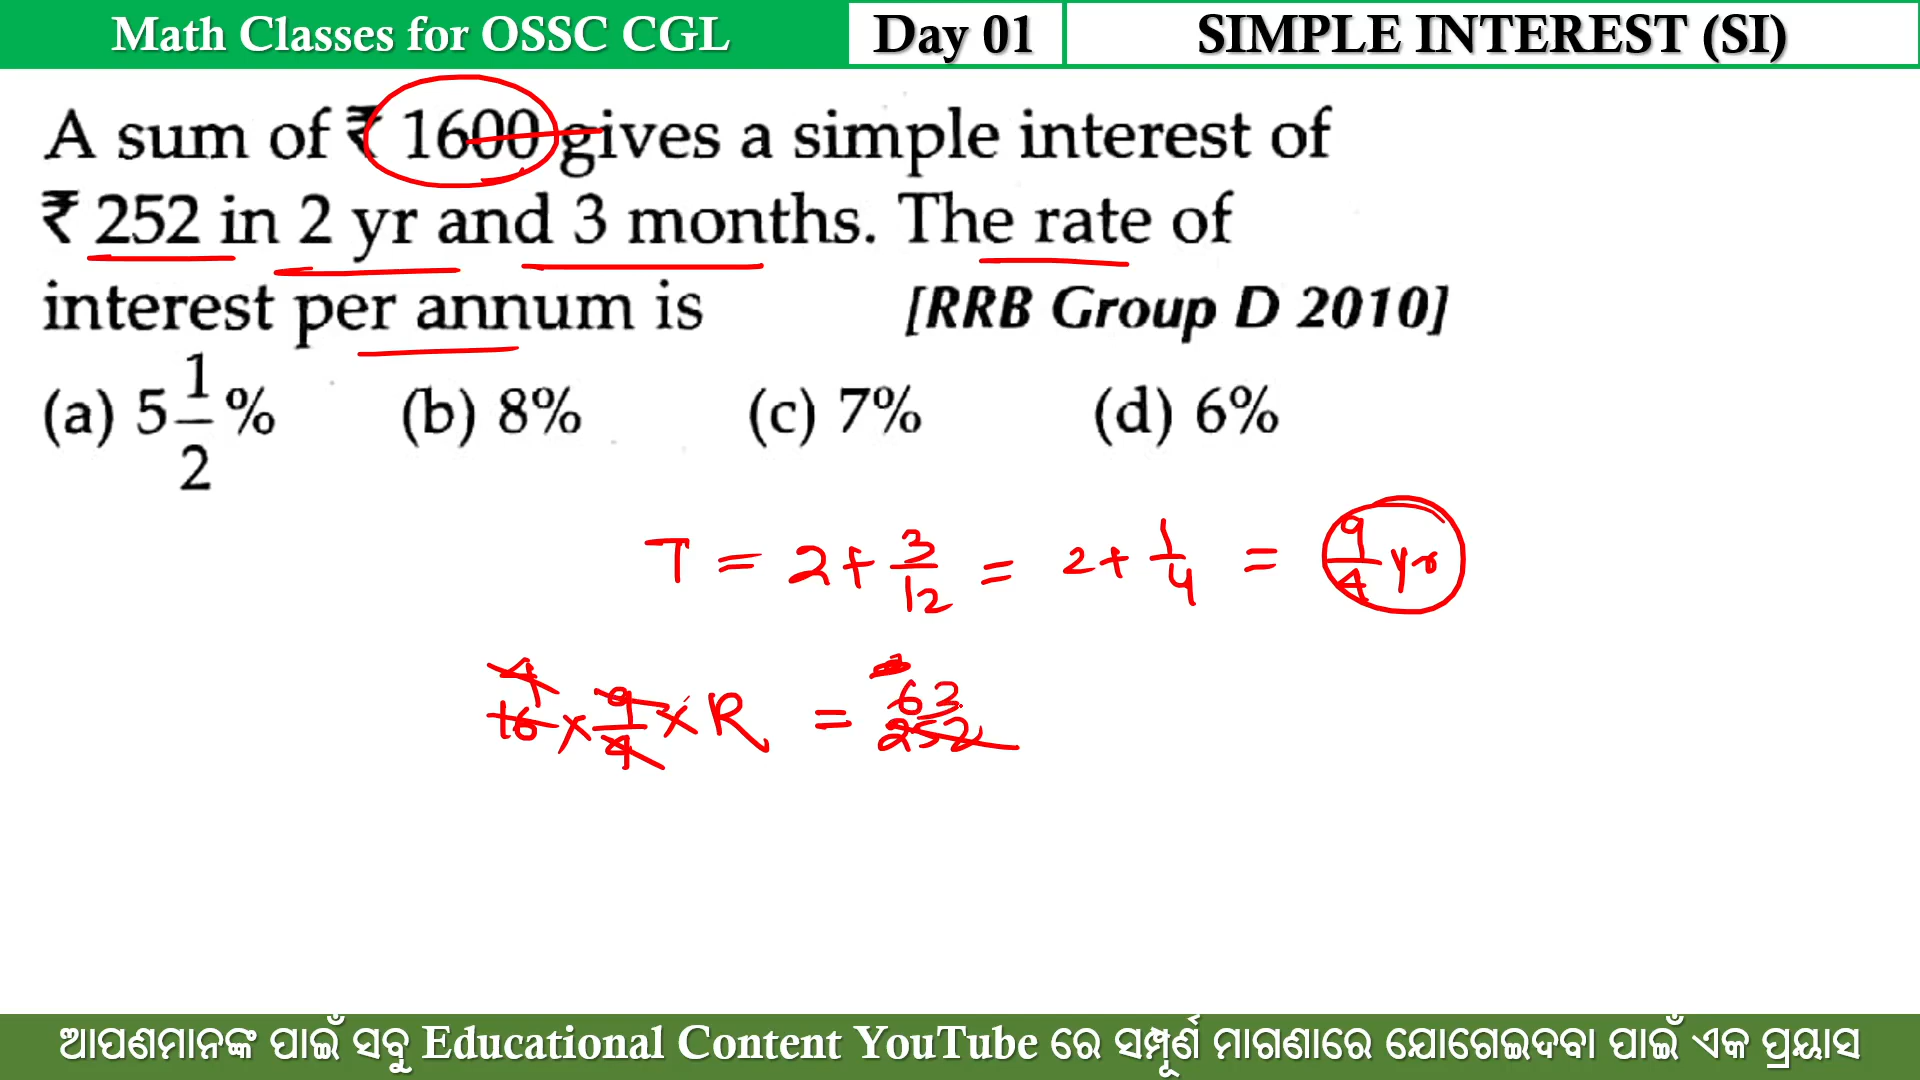 Math Classes for OSSC CGL
Day 01
SIMPLE INTEREST (SI)
A sum of ₹ 1600 gives a simple interest of
₹ 252 in 2 yr and 3 months. The rate of
interest per annum is [RRB Group D 2010]
(a) 5 1/2 % (b) 8% (c) 7% (d) 6%
T = 2 + 3/12 = 2 + 1/4 = 9/4 yr
4 63
16 × 9/4 × R = 252
ଆପଣମାନଙ୍କ ପାଇଁ ସବୁ Educational Content YouTube ରେ ସମ୍ପୂର୍ଣ ମାଗଣାରେ ଯୋଗେଇଦବା ପାଇଁ ଏକ ପ୍ରୟାସ